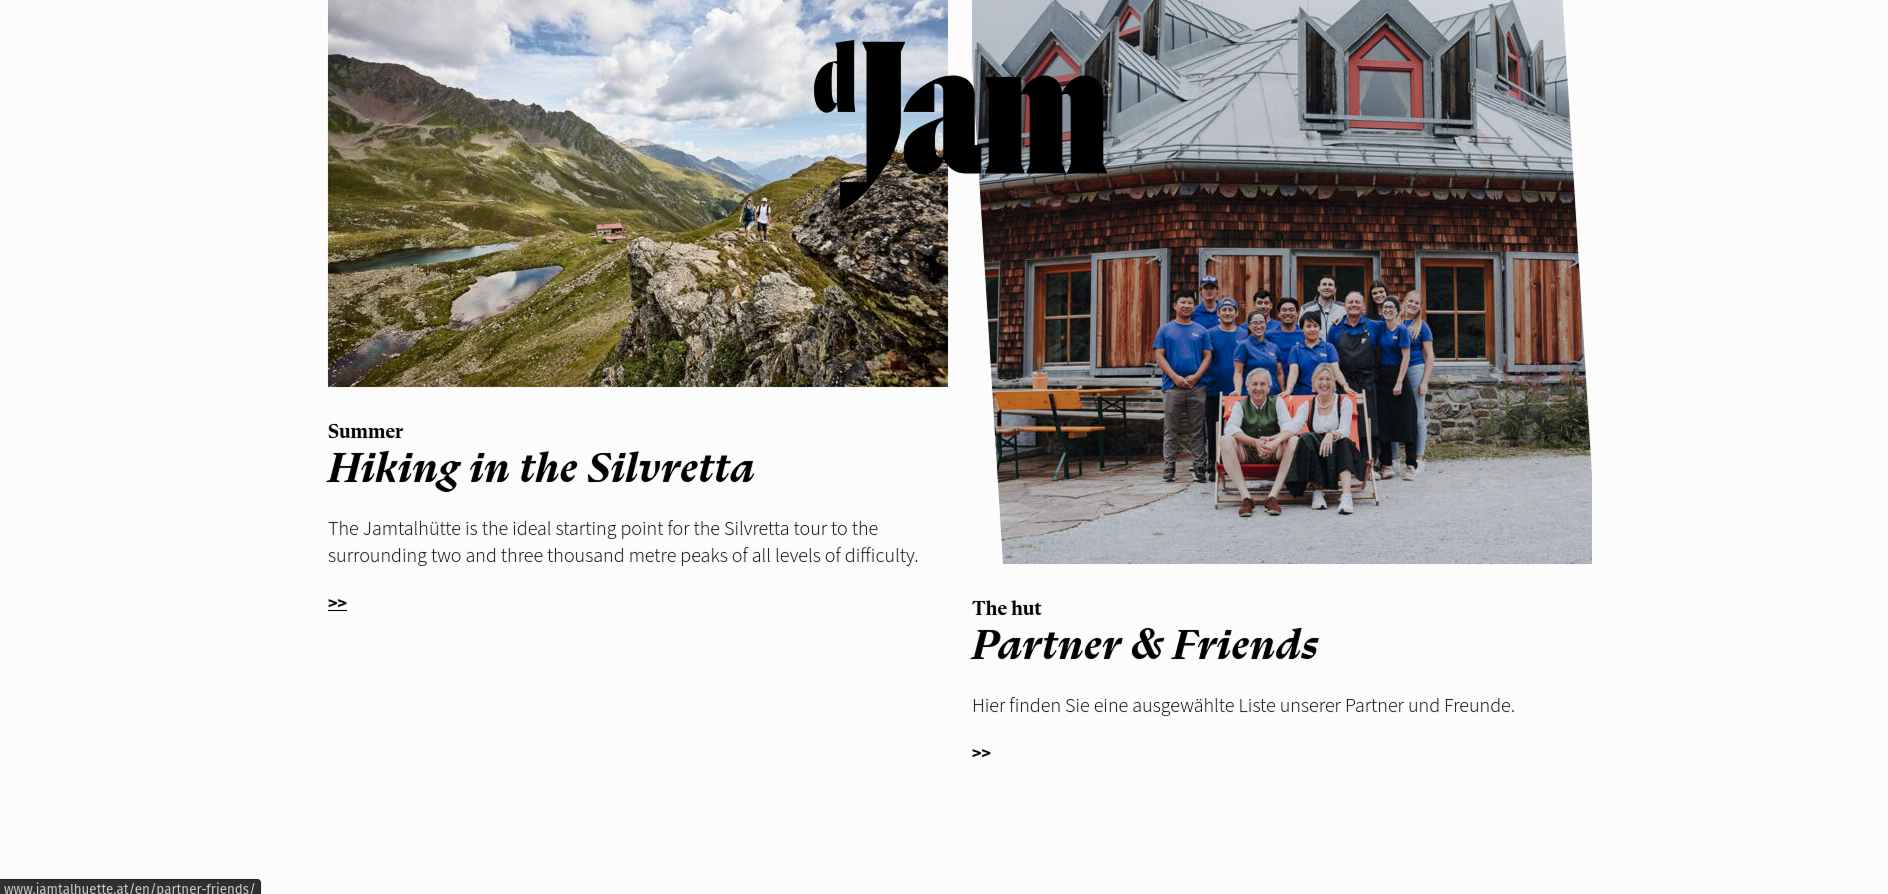 dJam
Summer
Hiking in the Silvretta
The Jamtalhütte is the ideal starting point for the Silvretta tour to the
surrounding two and three thousand metre peaks of all levels of difficulty.
>>
The hut
Partner & Friends
Hier finden Sie eine ausgewählte Liste unserer Partner und Freunde.
>>
www.jamtalhuette.at/en/partner-friends/